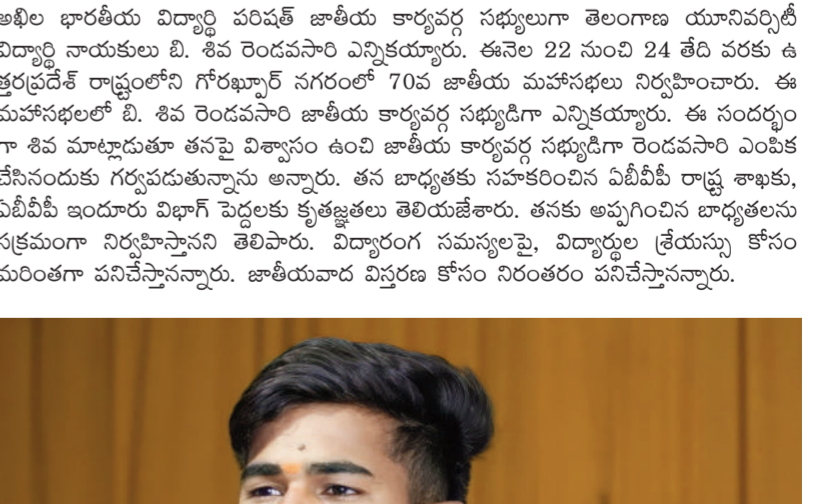 అఖిల భారతీయ విద్యార్థి పరిషత్ జాతీయ కార్యవర్గ సభ్యులుగా తెలంగాణ యూనివర్సిటీ
విద్యార్థి నాయకులు బి. శివ రెండవసారి ఎన్నికయ్యారు. ఈనెల 22 నుంచి 24 తేది వరకు ఉ
త్తరప్రదేశ్ రాష్ట్రంలోని గోరఖ్పూర్ నగరంలో 70వ జాతీయ మహాసభలు నిర్వహించారు. ఈ
మహాసభలలో బి. శివ రెండవసారి జాతీయ కార్యవర్గ సభ్యుడిగా ఎన్నికయ్యారు. ఈ సందర్భం
గా శివ మాట్లాడుతూ తనపై విశ్వాసం ఉంచి జాతీయ కార్యవర్గ సభ్యుడిగా రెండవసారి ఎంపిక
చేసినందుకు గర్వపడుతున్నాను అన్నారు. తన బాధ్యతకు సహకరించిన ఏబీవీపీ రాష్ట్ర శాఖకు,
ఏబీవీపీ ఇందూరు విభాగ్ పెద్దలకు కృతజ్ఞతలు తెలియజేశారు. తనకు అప్పగించిన బాధ్యతలను
సక్రమంగా నిర్వహిస్తానని తెలిపారు. విద్యారంగ సమస్యలపై, విద్యార్థుల శ్రేయస్సు కోసం
మరింతగా పనిచేస్తానన్నారు. జాతీయవాద విస్తరణ కోసం నిరంతరం పనిచేస్తానన్నారు.